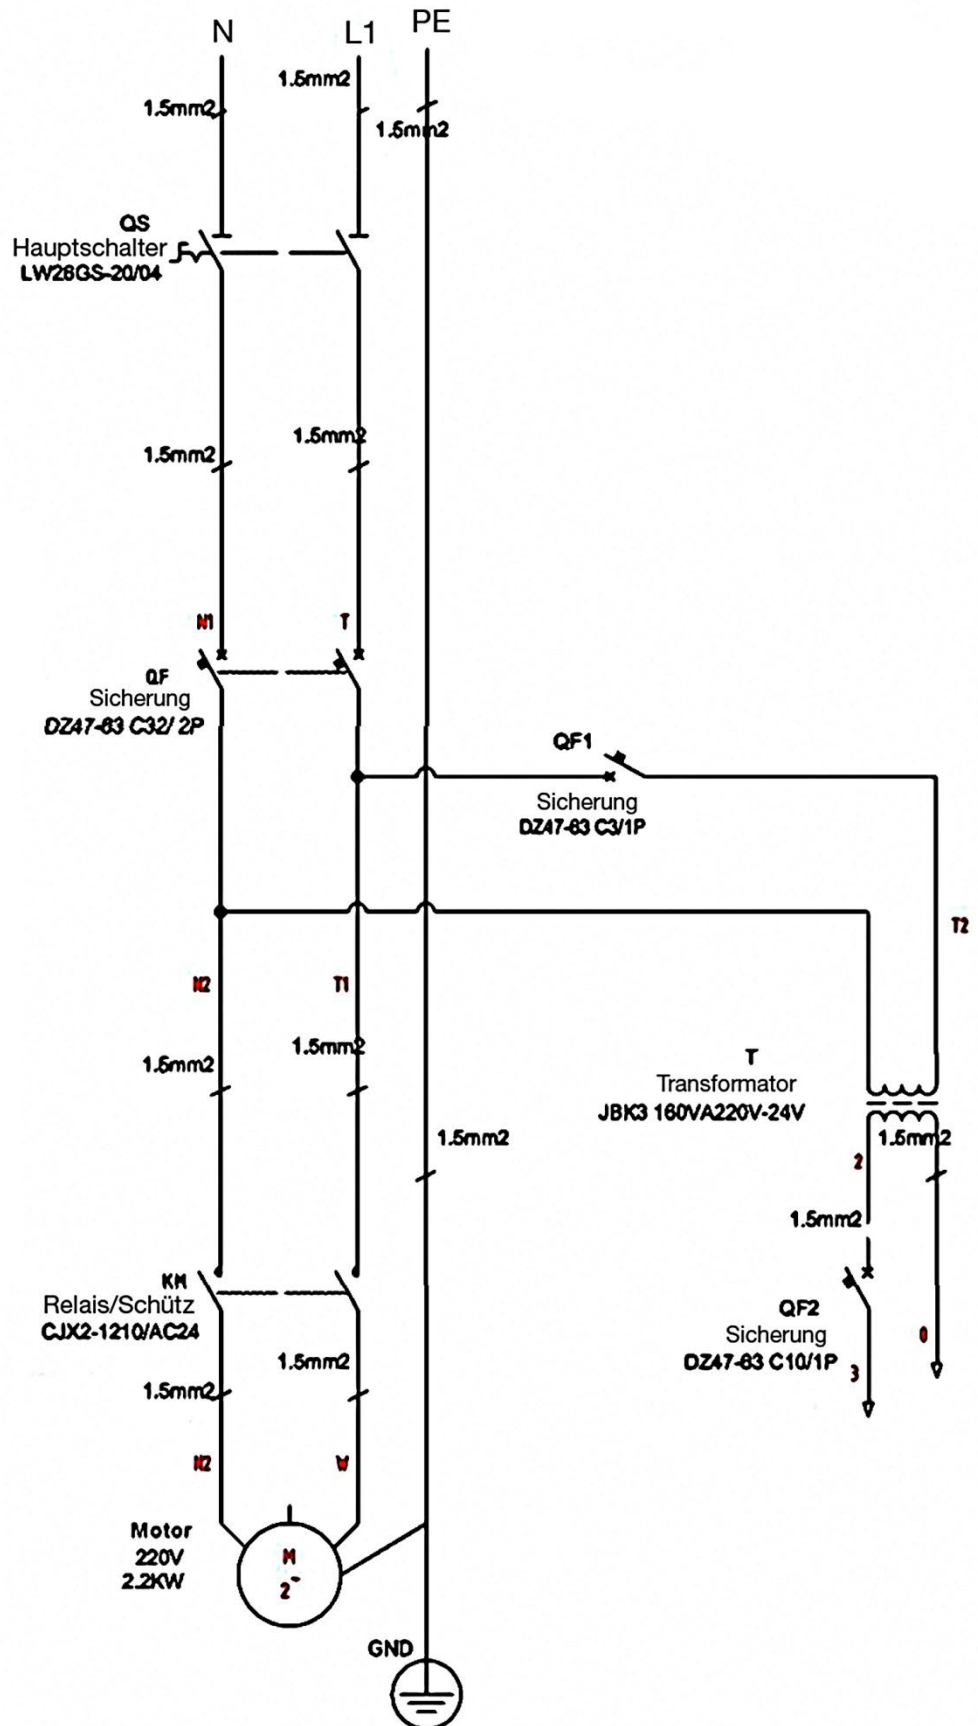 N
L1
PE
1.5mm2
1.5mm2
1.5mm2
QS
Hauptschalter
LW26GS-20/04
1.5mm2
1.5mm2
N1
T
QF
Sicherung
DZ47-63 C32/ 2P
QF1
Sicherung
DZ47-63 C3/1P
T2
N2
T1
1.5mm2
1.5mm2
T
Transformator
JBK3 160VA220V-24V
1.5mm2
1.5mm2
2
1.5mm2
KM
Relais/Schütz
CJX2-1210/AC24
QF2
Sicherung
DZ47-63 C10/1P
0
3
1.5mm2
1.5mm2
N2
W
Motor
220V
2.2KW
M
2~
GND